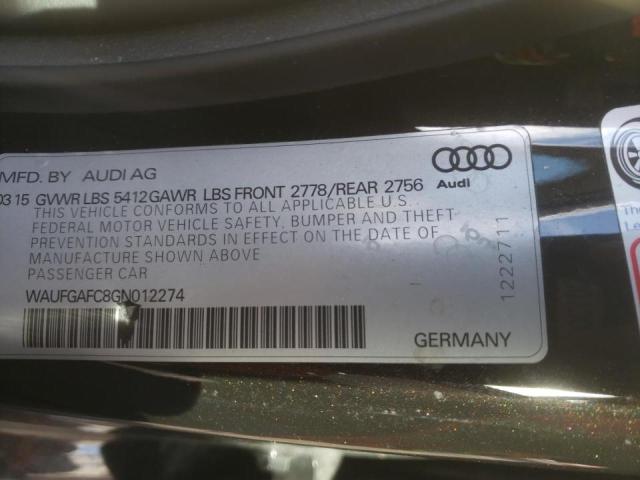 MFD. BY AUDI AG
03 15 GVWR LBS 5412 GAWR LBS FRONT 2778/REAR 2756
THIS VEHICLE CONFORMS TO ALL APPLICABLE U.S.
FEDERAL MOTOR VEHICLE SAFETY, BUMPER AND THEFT
PREVENTION STANDARDS IN EFFECT ON THE DATE OF
MANUFACTURE SHOWN ABOVE
PASSENGER CAR
WAUFGAFC8GN012274
GERMANY
Audi
1222711